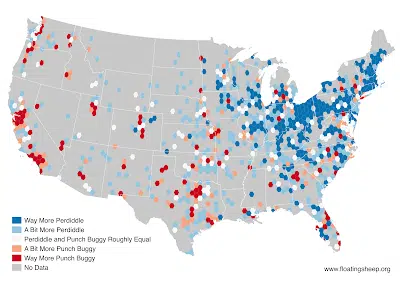 Way More Perdiddle
A Bit More Perdiddle
Perdiddle and Punch Buggy Roughly Equal
A Bit More Punch Buggy
Way More Punch Buggy
No Data
www.floatingsheep.org